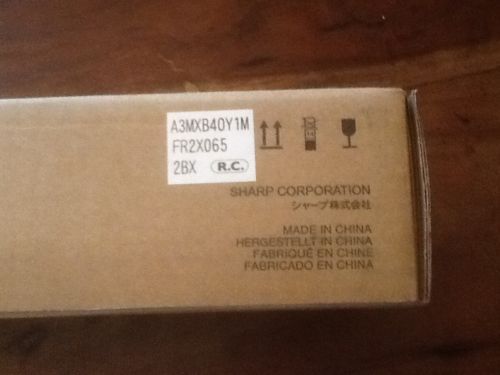 A3MXB40Y1M
FR2X065
2BX R.C.
SHARP CORPORATION
シャープ株式会社
MADE IN CHINA
HERGESTELLT IN CHINA
FABRIQUÉ EN CHINE
FABRICADO EN CHINA